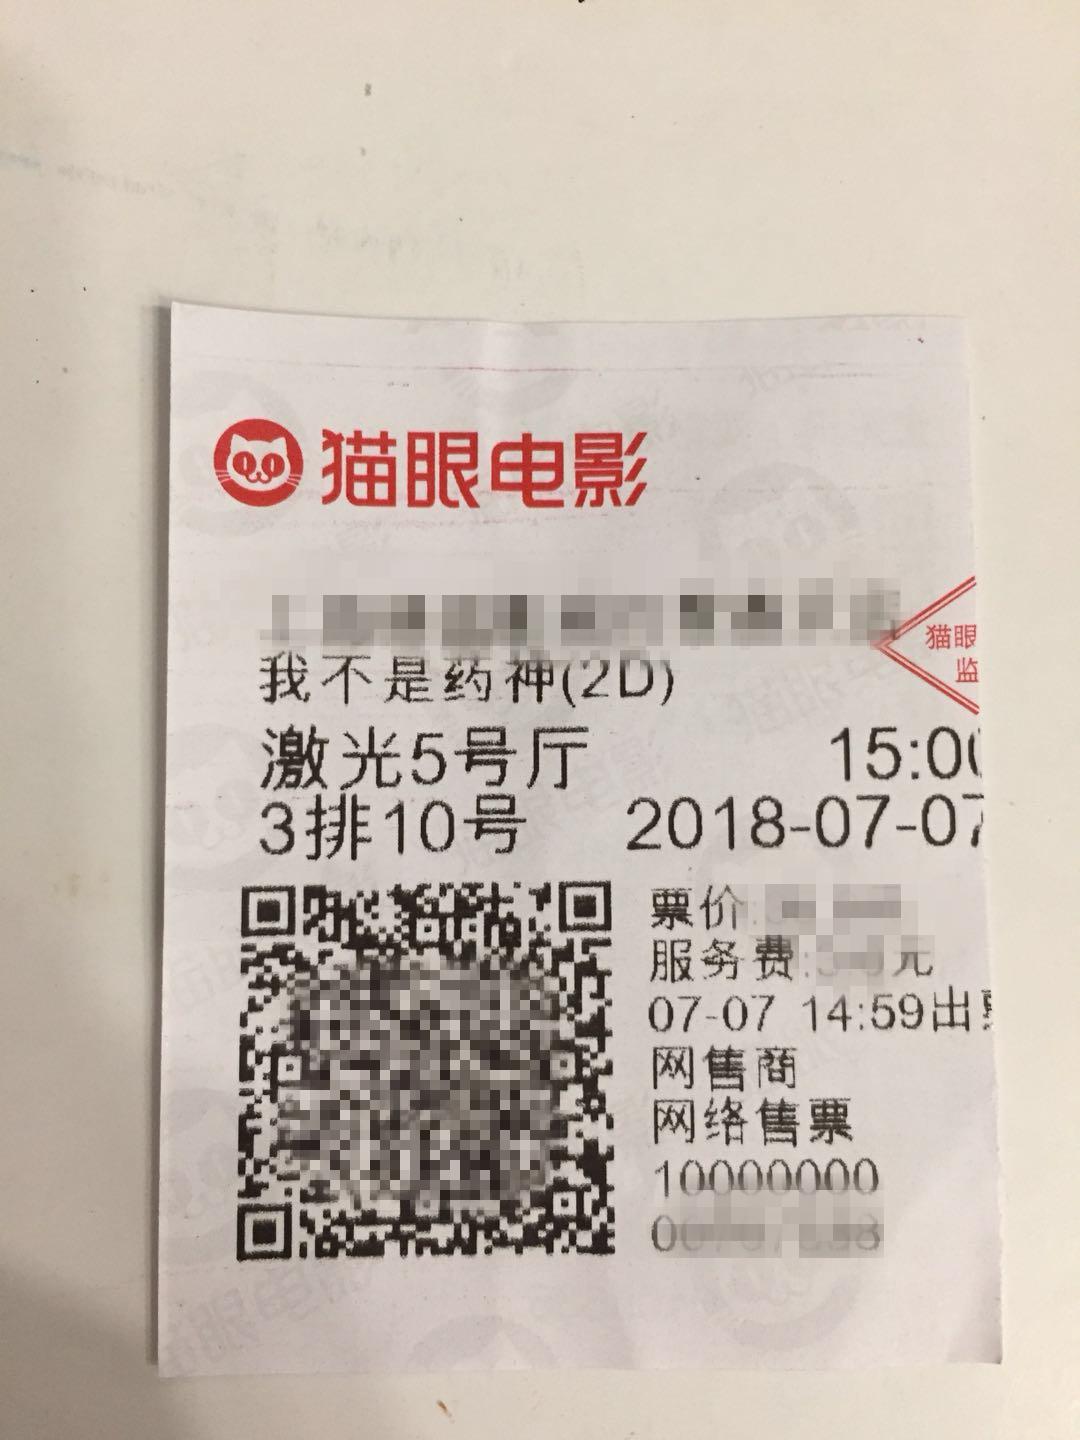 猫眼电影
猫眼
监
我不是药神(2D)
激光5号厅 15:00
3排10号 2018-07-07
票价:
服务费: 元
07-07 14:59出票
网售商
网络售票
10000000